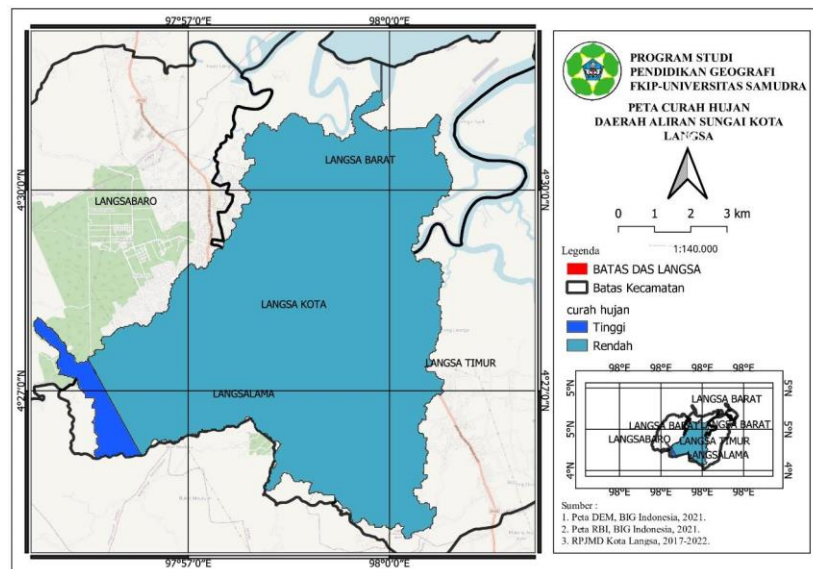 97°57'0"E
98°0'0"E
PROGRAM STUDI
PENDIDIKAN GEOGRAFI
FKIP-UNIVERSITAS SAMUDRA
PETA CURAH HUJAN
DAERAH ALIRAN SUNGAI KOTA
LANGSA
0 1 2 3 km
1:140.000
Legenda
BATAS DAS LANGSA
Batas Kecamatan
curah hujan
Tinggi
Rendah
LANGSA BARAT
4°30'0"N
4°30'0"N
LANGSABARO
LANGSA KOTA
LANGSA TIMUR
4°27'0"N
4°27'0"N
LANGSALAMA
97°57'0"E
98°0'0"E
98°E 98°E 98°E 98°E
5°N
5°N
LANGSA BARAT
LANGSA BARAT
LANGSA BARAT
5°N
5°N
LANGSABARO
LANGSA TIMUR
LANGSALAMA
4°N
4°N
98°E 98°E 98°E 98°E
Sumber :
1. Peta DEM, BIG Indonesia, 2021.
2. Peta RBI, BIG Indonesia, 2021.
3. RPJMD Kota Langsa, 2017-2022.